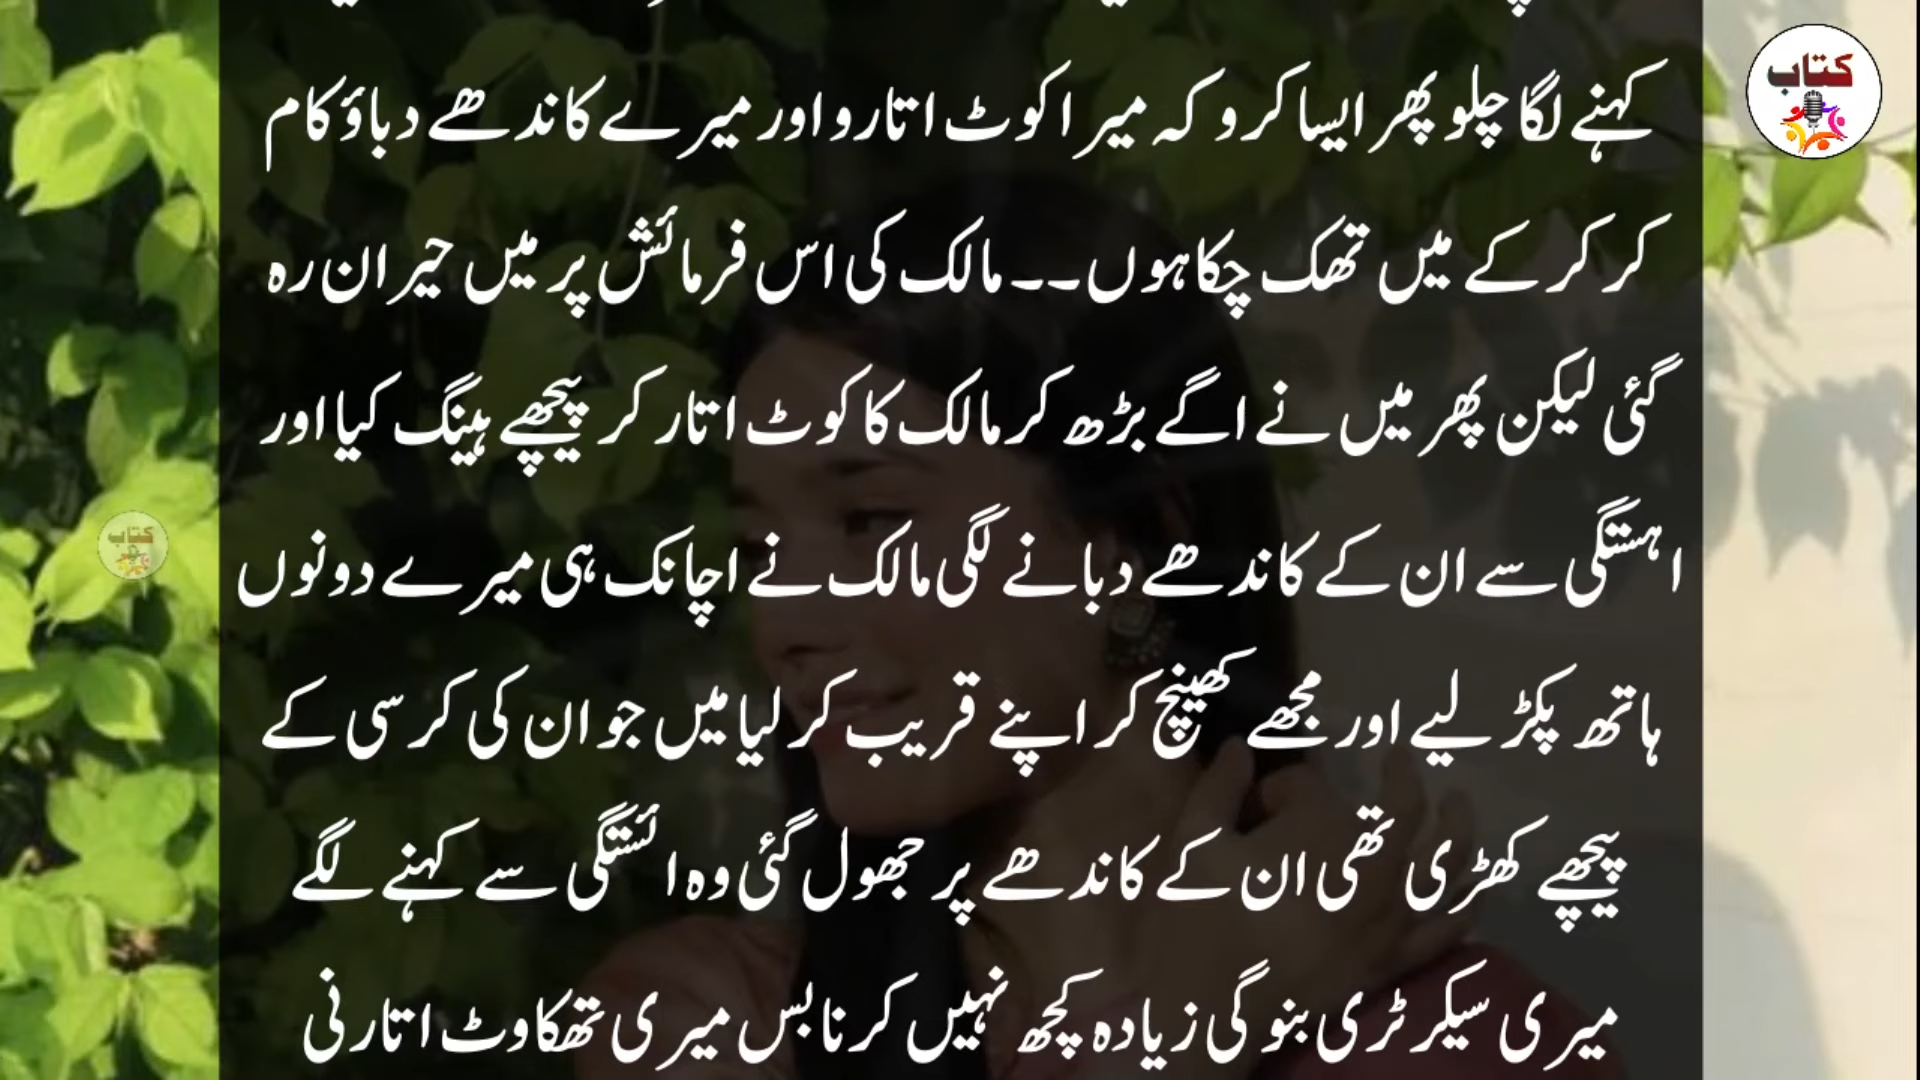 کتاب
کہنے لگا چلو پھر ایسا کرو کہ میرا کوٹ اتارو اور میرے کاندھے دباؤ کام
کر کر کے میں تھک چکا ہوں ۔۔ مالک کی اس فرمائش پر میں حیران رہ
گئی لیکن پھر میں نے اگے بڑھ کر مالک کا کوٹ اتار کر پیچھے ہینگ کیا اور
اہستگی سے ان کے کاندھے دبانے لگی مالک نے اچانک ہی میرے دونوں
کتاب
ہاتھ پکڑ لیے اور مجھے کھینچ کر اپنے قریب کر لیا میں جو ان کی کرسی کے
پیچھے کھڑی تھی ان کے کاندھے پر جھول گئی وہ ائستگی سے کہنے لگے
میری سیکرٹری بنو گی زیادہ کچھ نہیں کرنا بس میری تھکاوٹ اتارنی